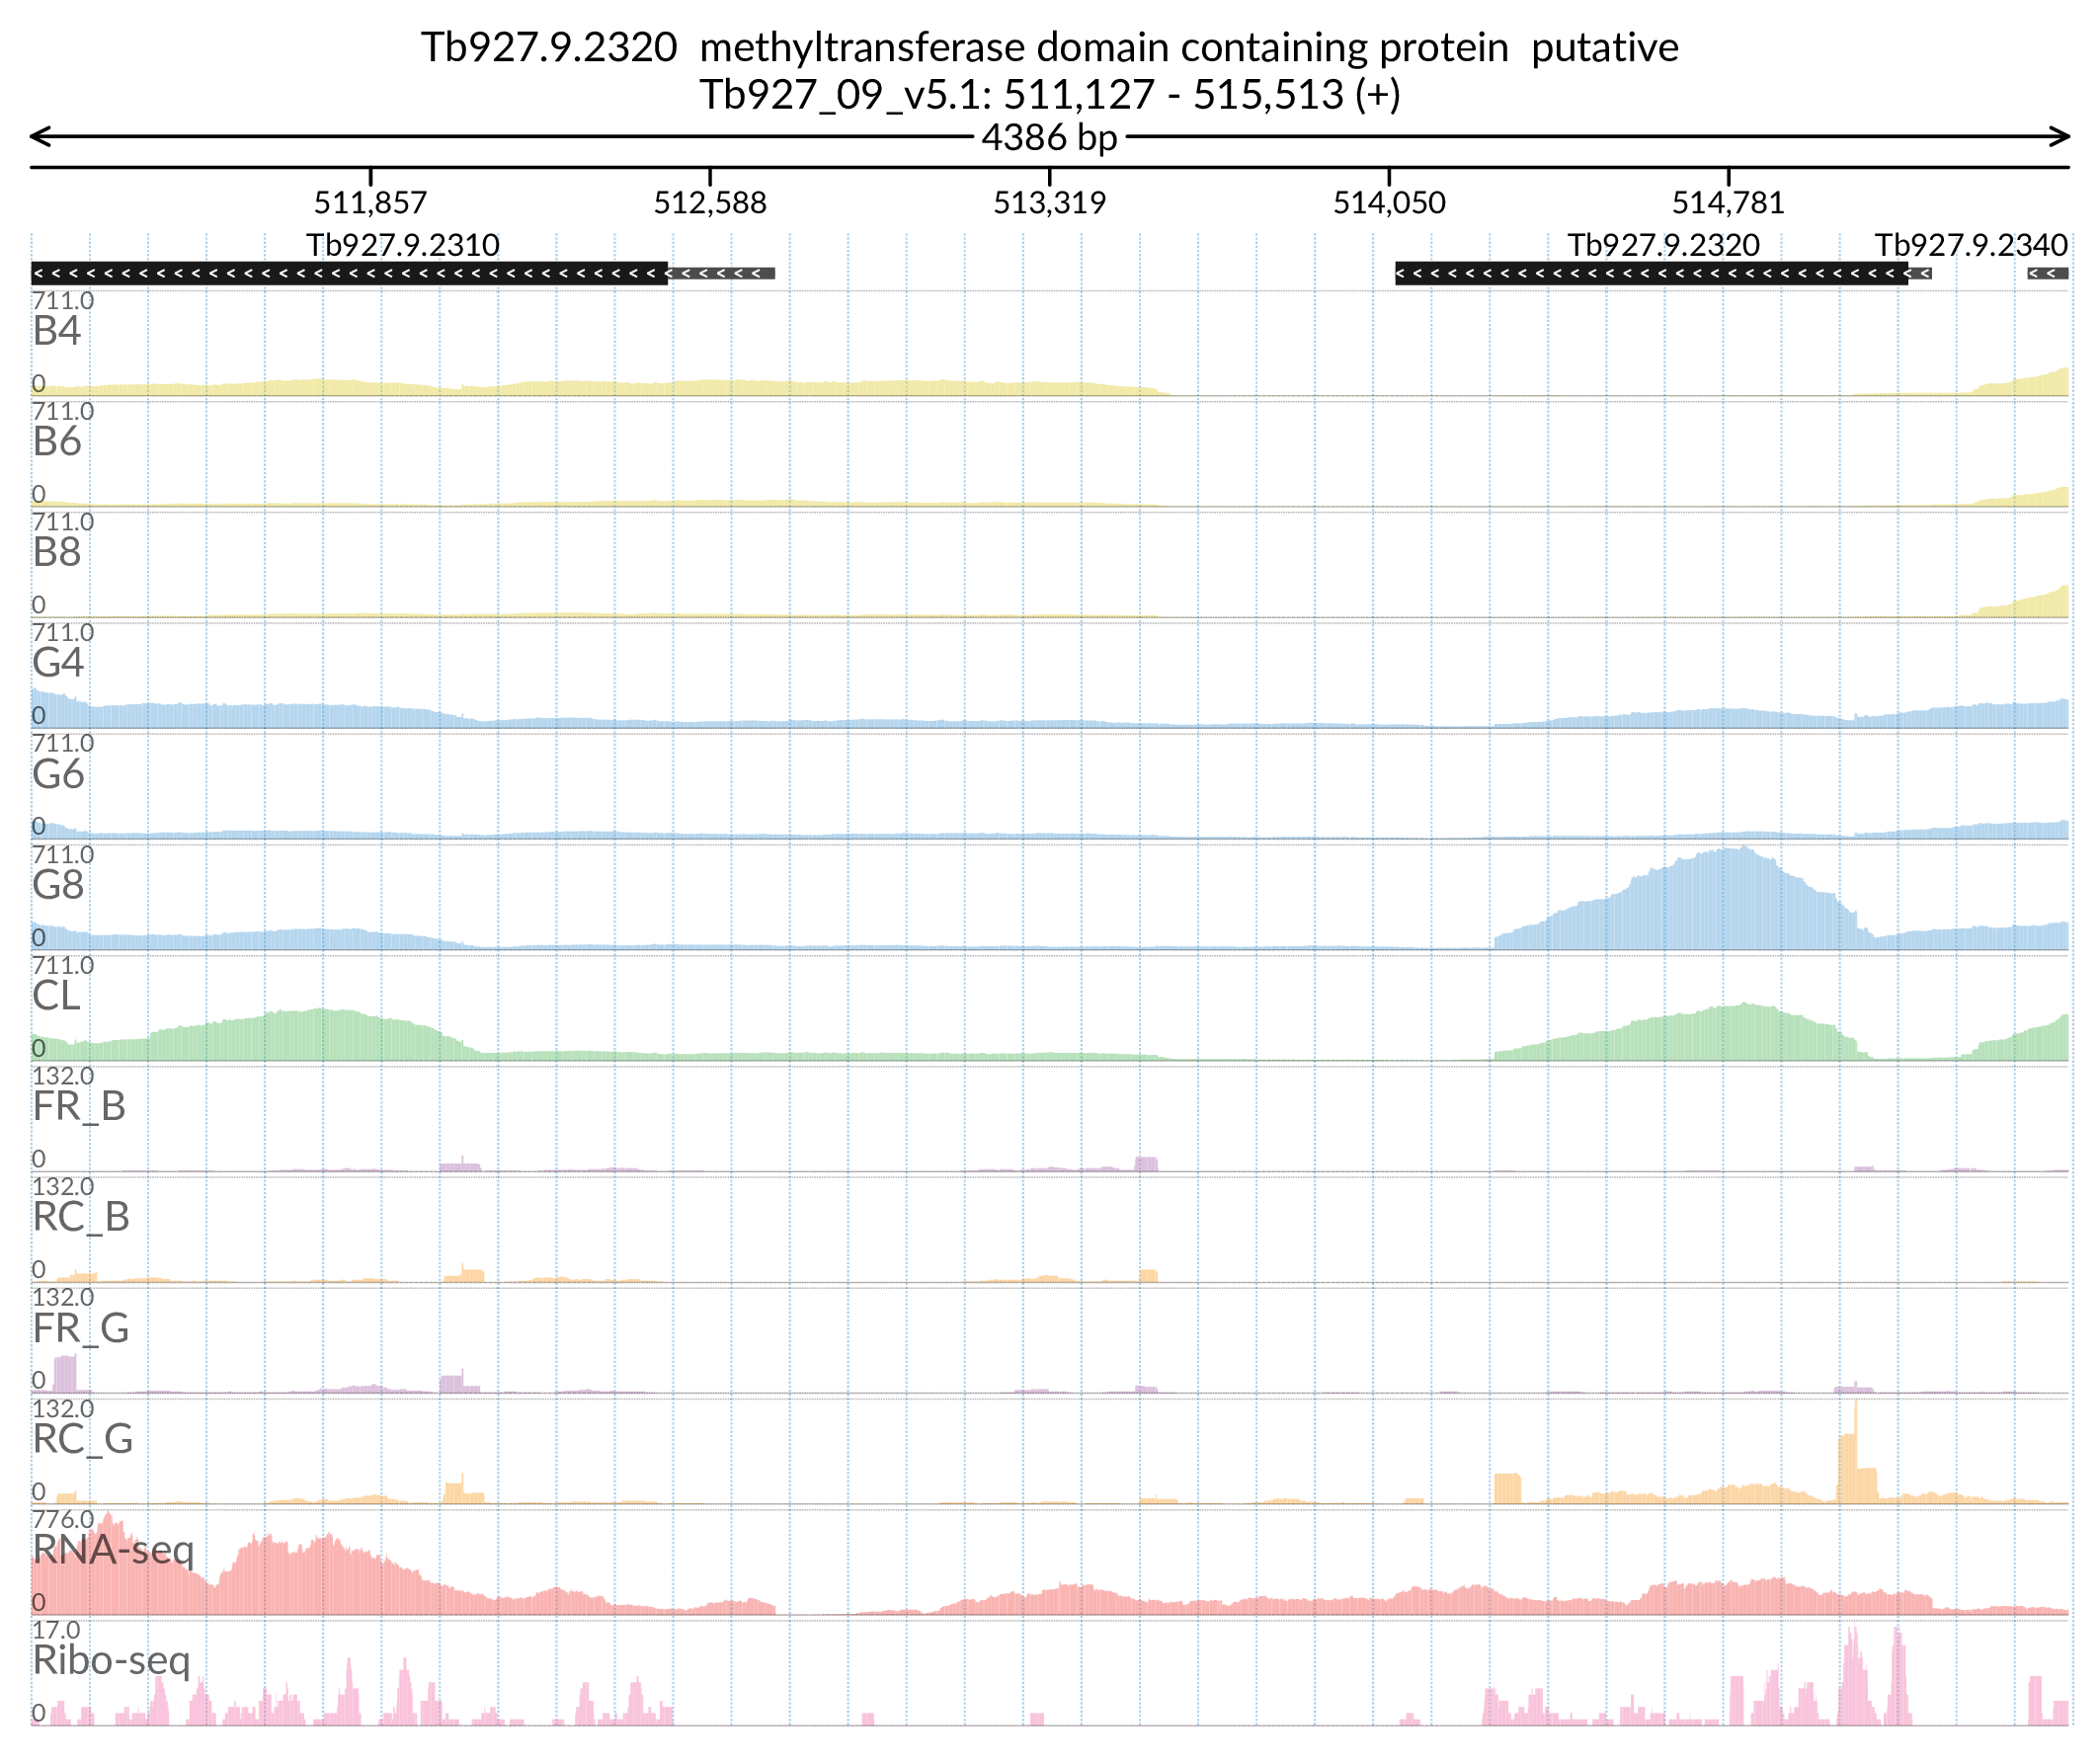 Tb927.9.2320  methyltransferase domain containing protein  putative
Tb927_09_v5.1: 511,127 - 515,513 (+)
4386 bp
511,857 512,588 513,319 514,050 514,781
Tb927.9.2310 Tb927.9.2320 Tb927.9.2340
711.0
B4
0
711.0
B6
0
711.0
B8
0
711.0
G4
0
711.0
G6
0
711.0
G8
0
711.0
CL
0
132.0
FR_B
0
132.0
RC_B
0
132.0
FR_G
0
132.0
RC_G
0
776.0
RNA-seq
0
17.0
Ribo-seq
0